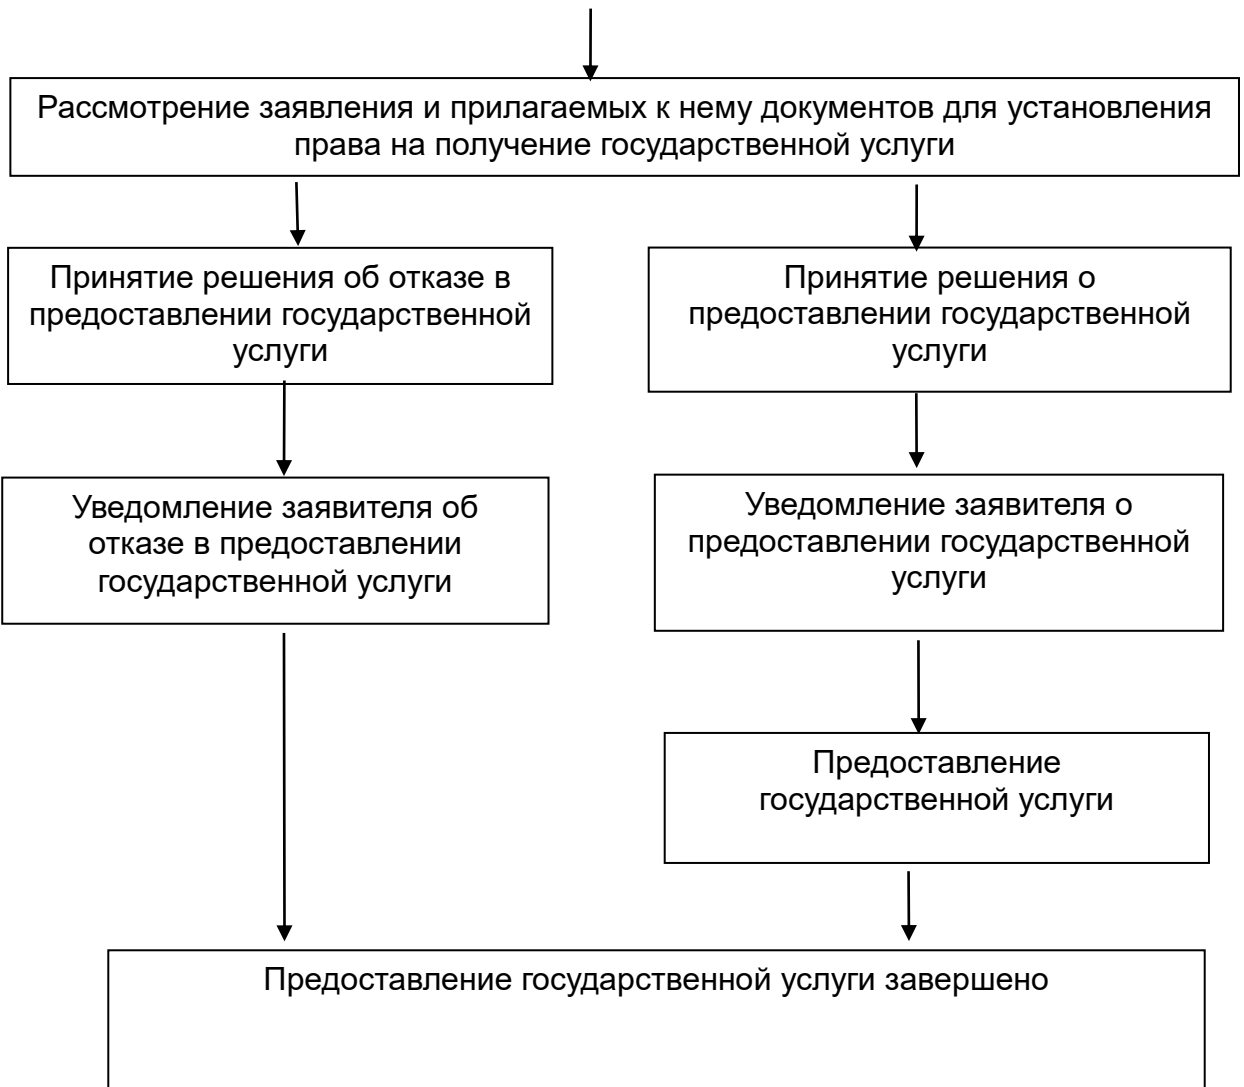 Рассмотрение заявления и прилагаемых к нему документов для установления
права на получение государственной услуги
Принятие решения об отказе в
предоставлении государственной
услуги
Принятие решения о
предоставлении государственной
услуги
Уведомление заявителя об
отказе в предоставлении
государственной услуги
Уведомление заявителя о
предоставлении государственной
услуги
Предоставление
государственной услуги
Предоставление государственной услуги завершено